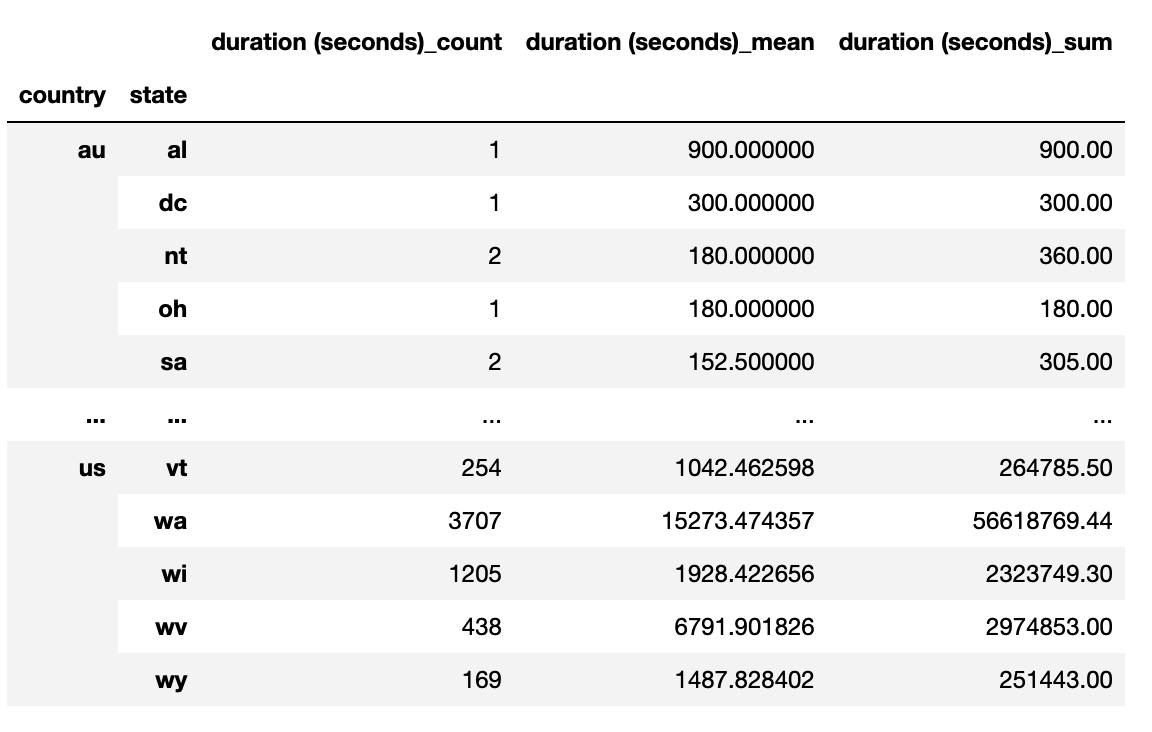 duration (seconds)_count duration (seconds)_mean duration (seconds)_sum
country state
au al 1 900.000000 900.00
dc 1 300.000000 300.00
nt 2 180.000000 360.00
oh 1 180.000000 180.00
sa 2 152.500000 305.00
... ... ... ... ...
us vt 254 1042.462598 264785.50
wa 3707 15273.474357 56618769.44
wi 1205 1928.422656 2323749.30
wv 438 6791.901826 2974853.00
wy 169 1487.828402 251443.00